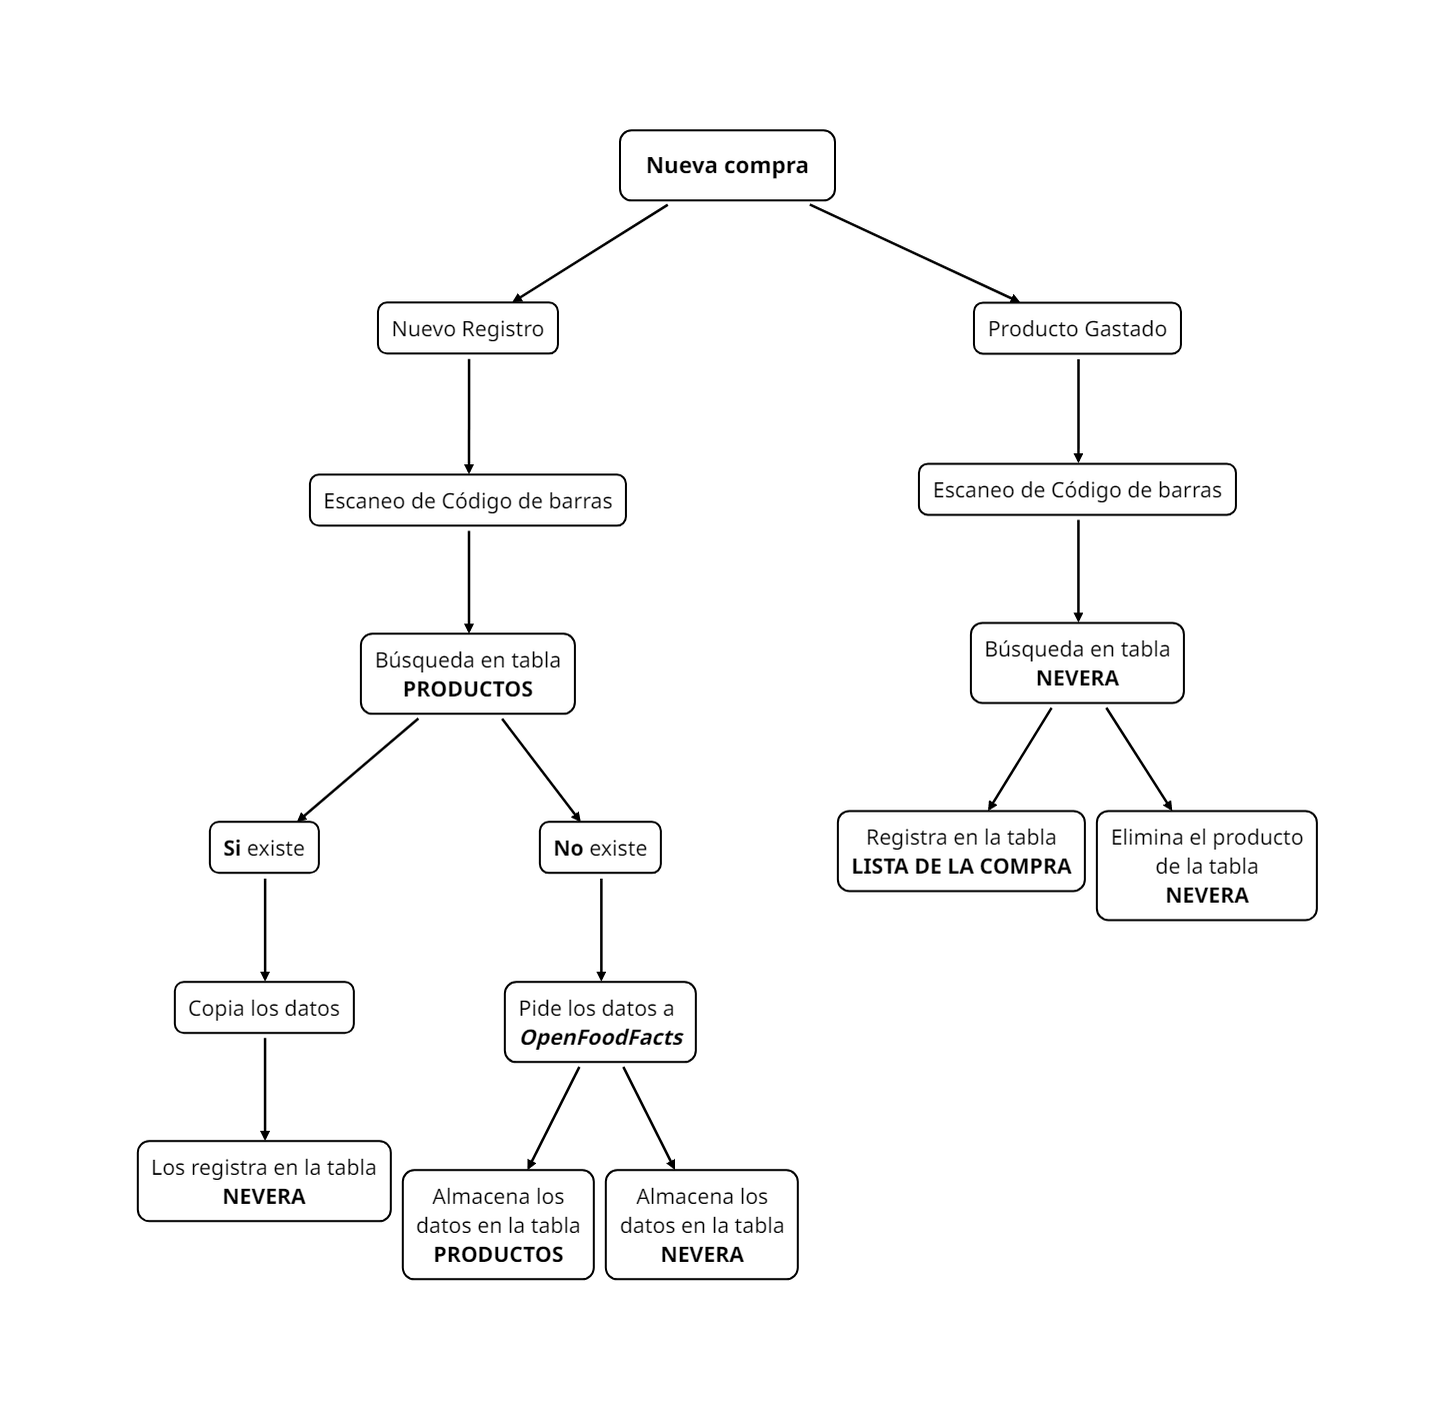 Nueva compra
Nuevo Registro
Producto Gastado
Escaneo de Código de barras
Escaneo de Código de barras
Búsqueda en tabla
PRODUCTOS
Búsqueda en tabla
NEVERA
Si existe
No existe
Registra en la tabla
LISTA DE LA COMPRA
Elimina el producto
de la tabla
NEVERA
Copia los datos
Pide los datos a
OpenFoodFacts
Los registra en la tabla
NEVERA
Almacena los
datos en la tabla
PRODUCTOS
Almacena los
datos en la tabla
NEVERA